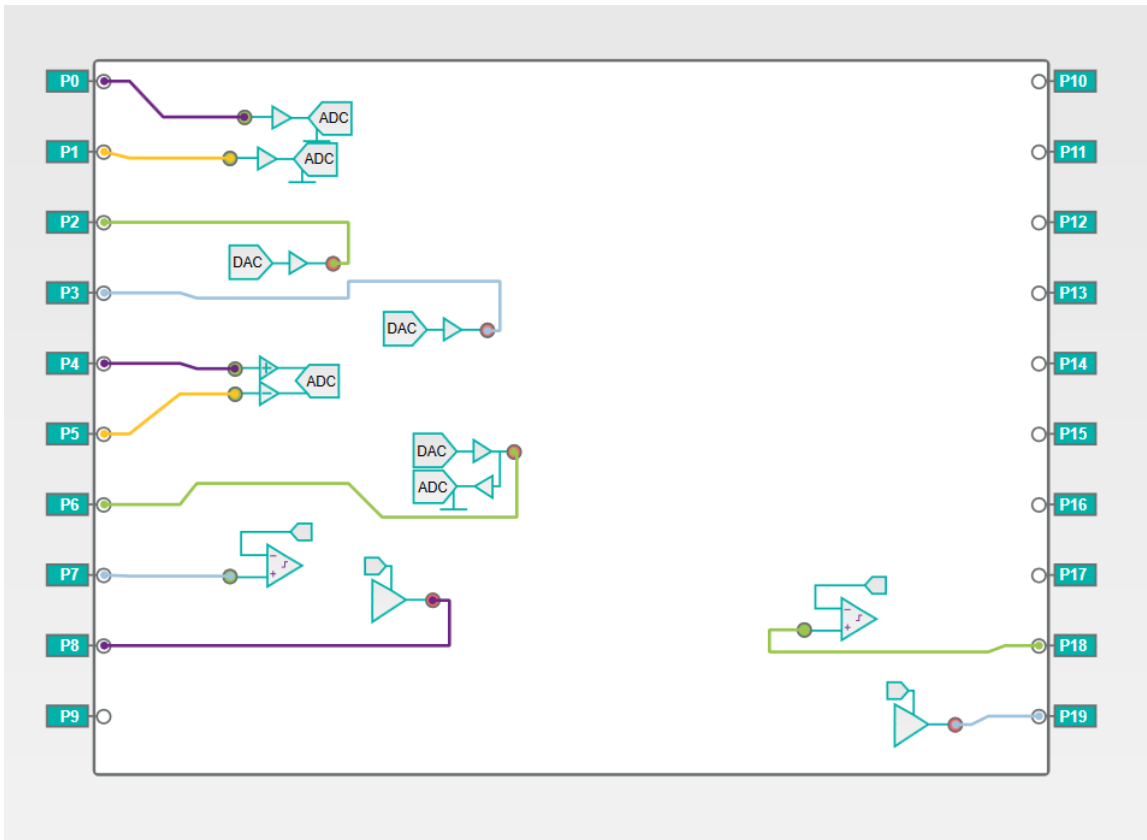 P0
P10
ADC
P1
ADC
P11
P2
P12
DAC
P3
P13
DAC
P4
P14
+
ADC
−
P5
P15
DAC
ADC
P6
P16
−
+
P7
P17
−
+
P8
P18
P9
P19